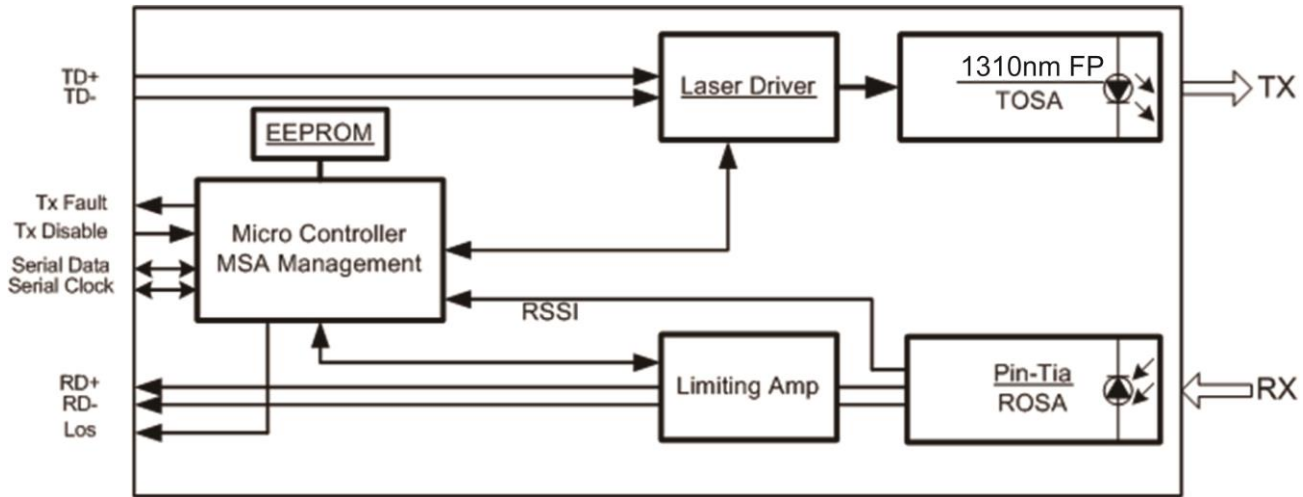 TD+
TD-
Laser Driver
1310nm FP
TOSA
TX
EEPROM
Tx Fault
Tx Disable
Serial Data
Serial Clock
Micro Controller
MSA Management
RSSI
RD+
RD-
Los
Limiting Amp
Pin-Tia
ROSA
RX